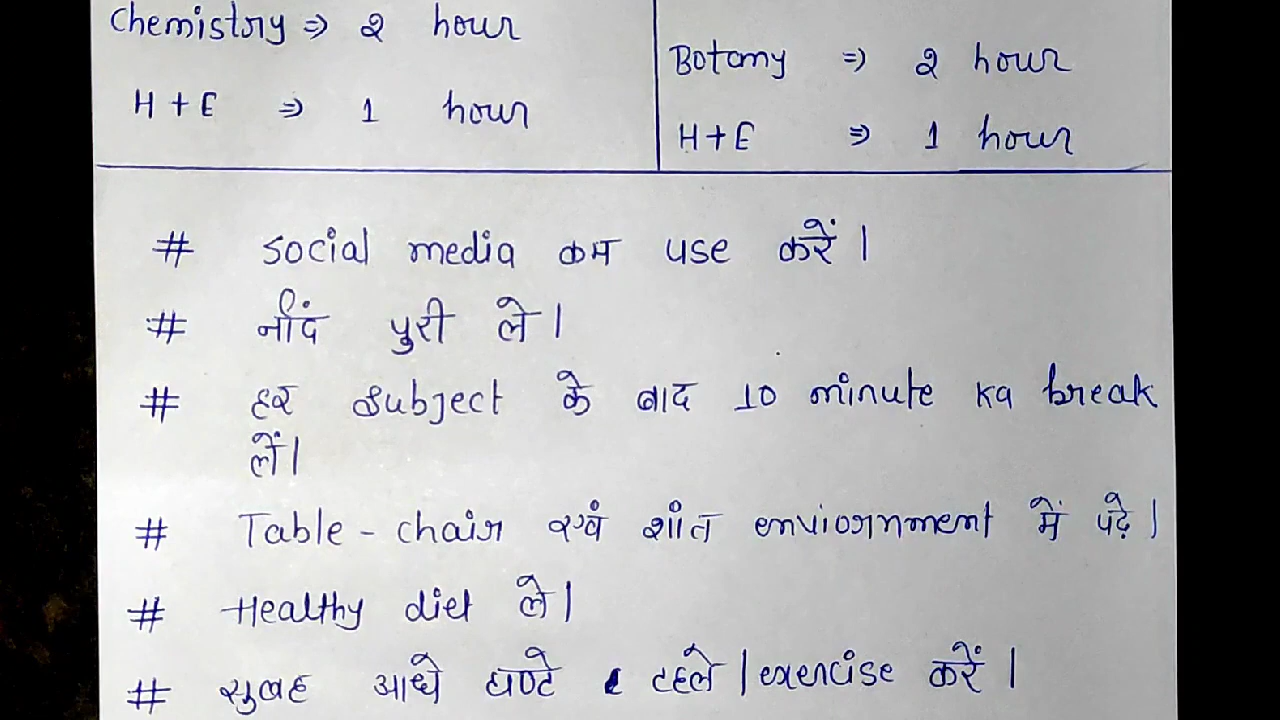 Chemistry ⇒ 2 hour
H + E ⇒ 1 hour
Botany ⇒ 2 hour
H + E ⇒ 1 hour
# social media कम use करें।
# नींद पुरी ले।
# हर subject के बाद 10 minute ka break
लें।
# Table - chair एवं शांत enviornment में पढ़े।
# Healthy diet ले।
# सुबह आधे घण्टे टहले। exercise करें।